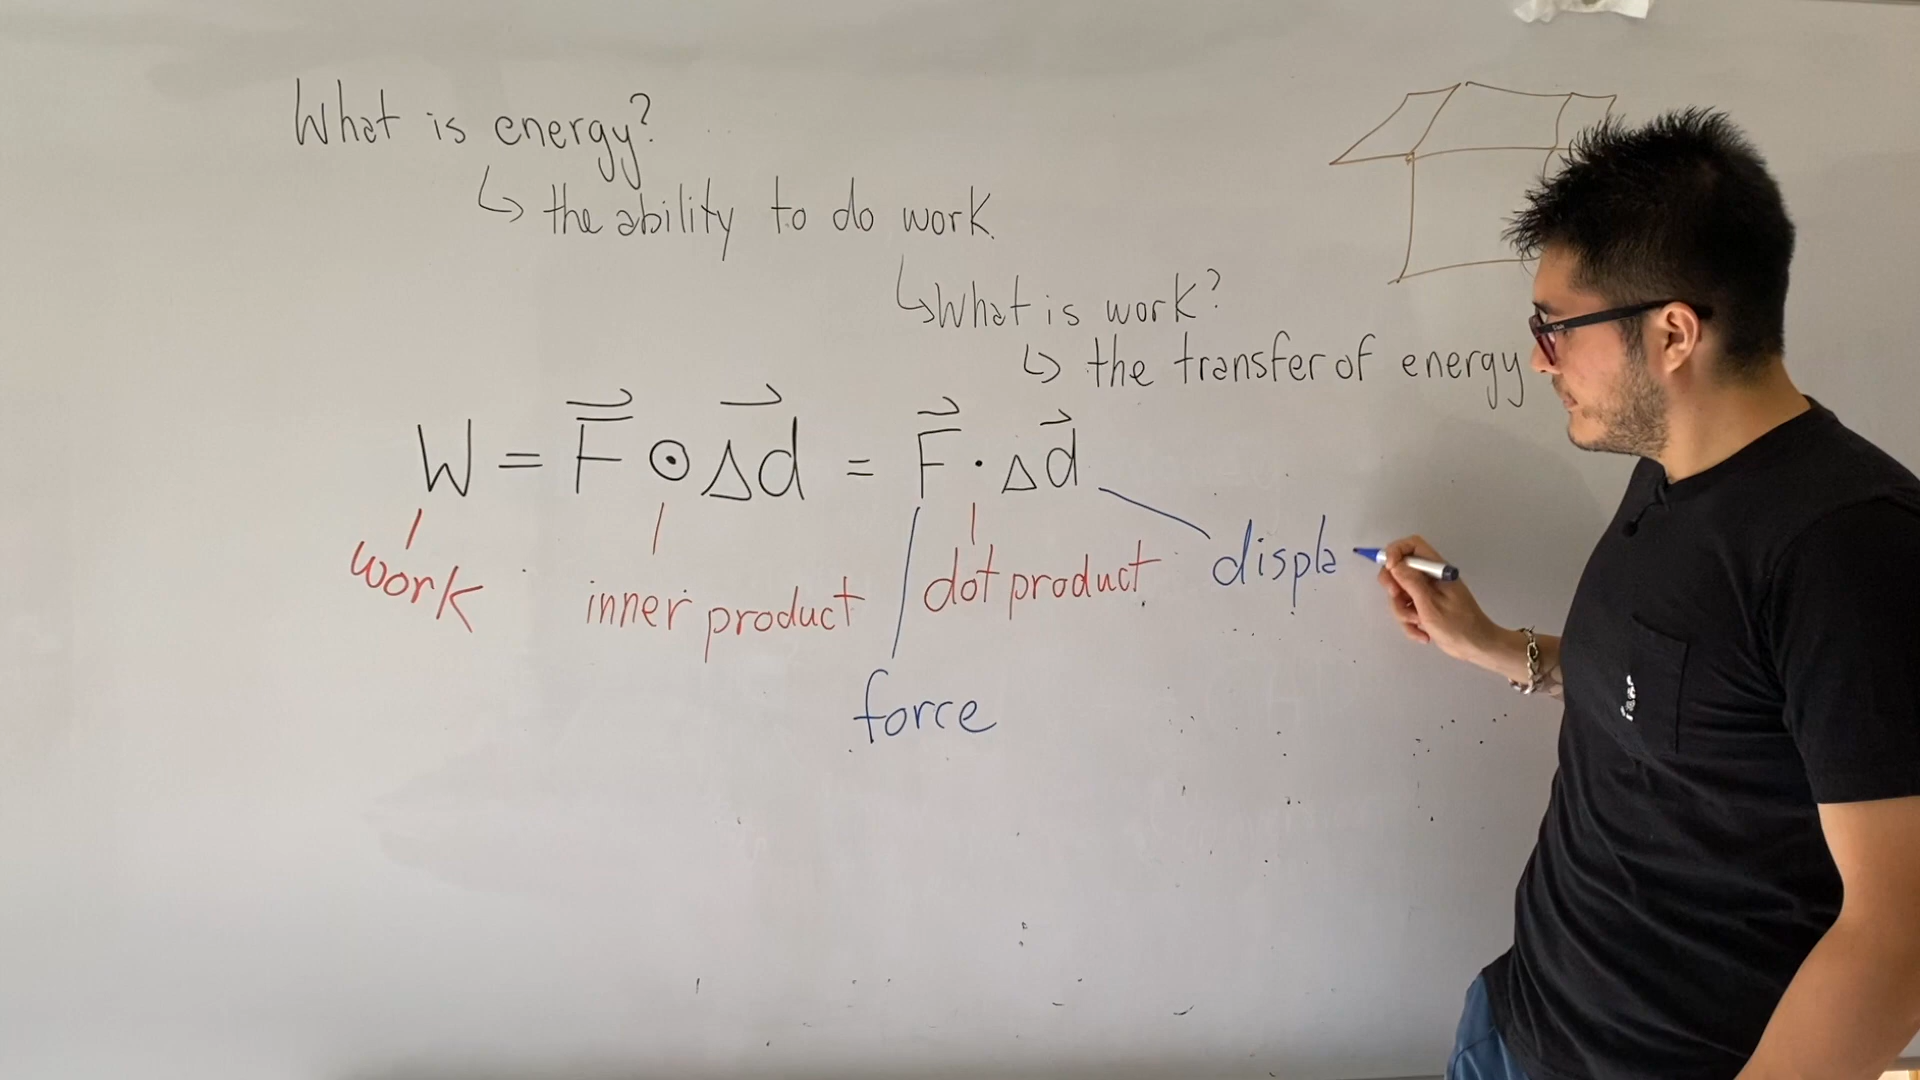 What is energy?
↳ the ability to do work
↳ What is work?
↳ the transfer of energy
W = F⃗ ⊙ Δd⃗ = F⃗ · Δd⃗
work
inner product
dot product
displa
force